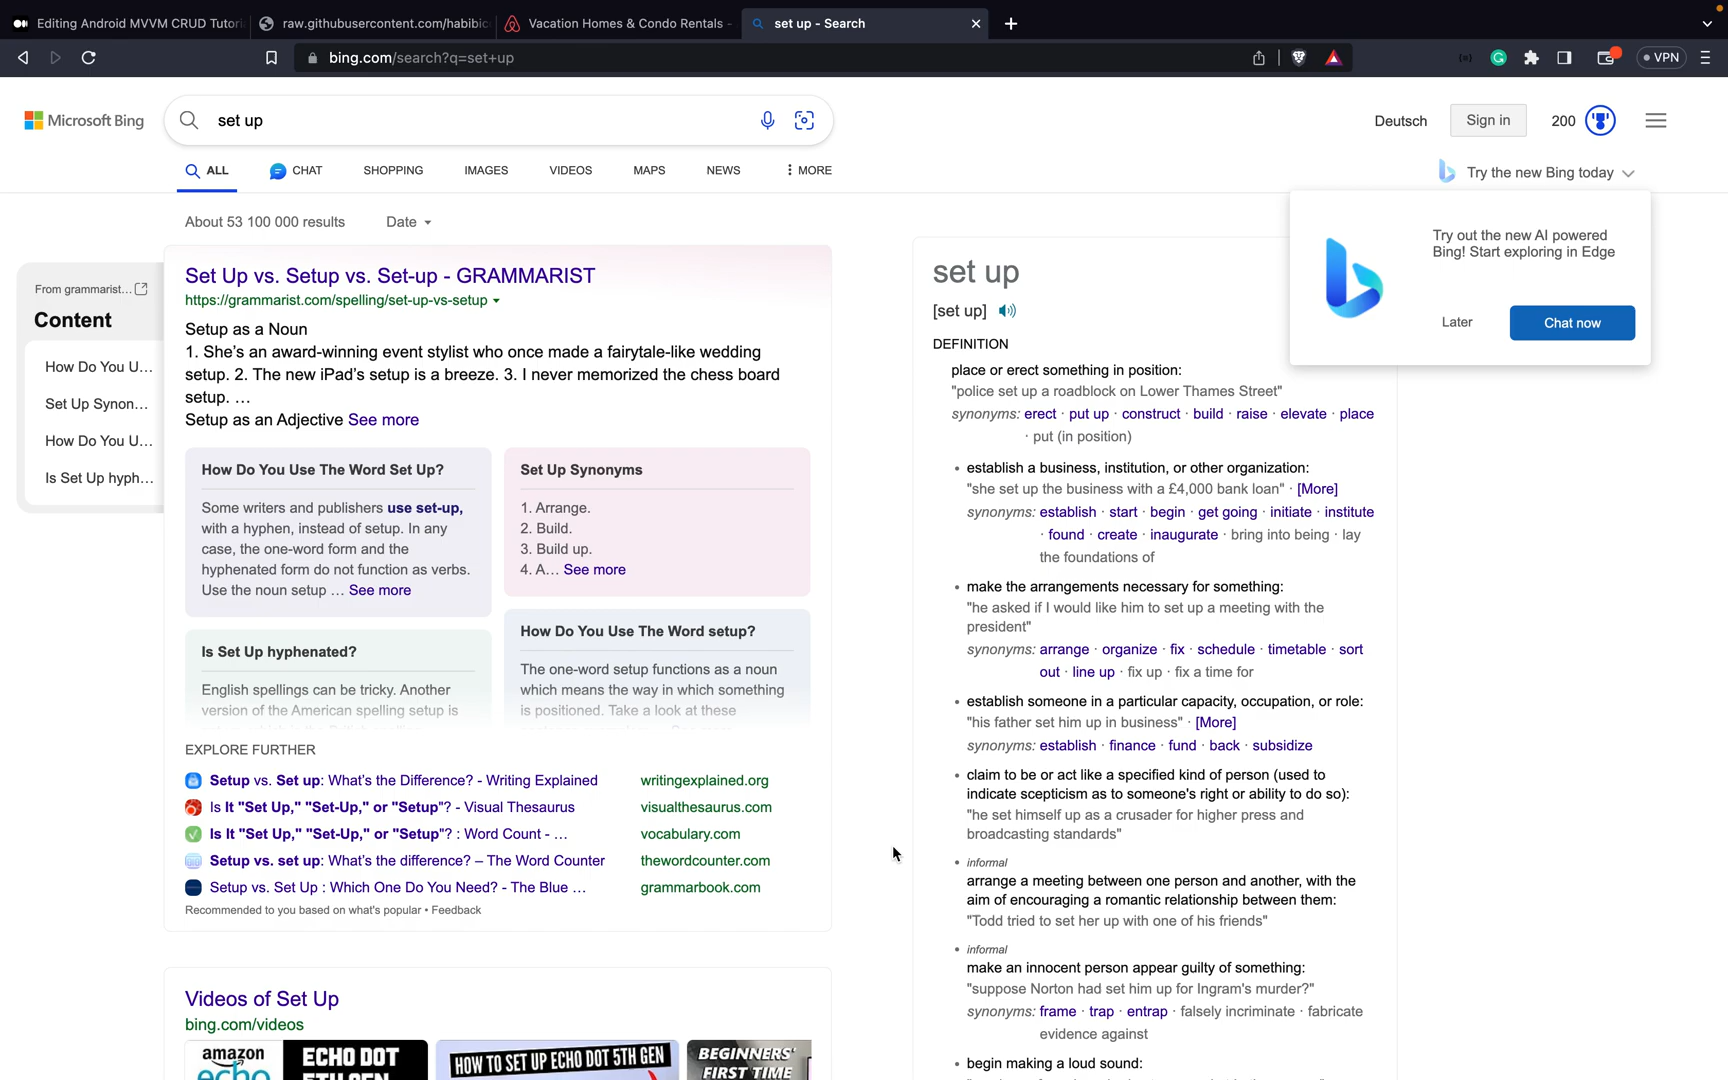 Editing Android MVVM CRUD Tutori
raw.githubusercontent.com/habibio
Vacation Homes & Condo Rentals -
set up - Search
bing.com/search?q=set+up
VPN
Microsoft Bing
set up
Deutsch
Sign in
200
ALL
CHAT
SHOPPING
IMAGES
VIDEOS
MAPS
NEWS
MORE
Try the new Bing today
About 53 100 000 results
Date
Try out the new AI powered
Bing! Start exploring in Edge
Later
Chat now
From grammarist...
Content
How Do You U...
Set Up Synon...
How Do You U...
Is Set Up hyph...
Set Up vs. Setup vs. Set-up - GRAMMARIST
https://grammarist.com/spelling/set-up-vs-setup
Setup as a Noun
1. She's an award-winning event stylist who once made a fairytale-like wedding
setup. 2. The new iPad's setup is a breeze. 3. I never memorized the chess board
setup. …
Setup as an Adjective See more
How Do You Use The Word Set Up?
Some writers and publishers use set-up,
with a hyphen, instead of setup. In any
case, the one-word form and the
hyphenated form do not function as verbs.
Use the noun setup … See more
Set Up Synonyms
1. Arrange.
2. Build.
3. Build up.
4. A… See more
Is Set Up hyphenated?
English spellings can be tricky. Another
version of the American spelling setup is
How Do You Use The Word setup?
The one-word setup functions as a noun
which means the way in which something
is positioned. Take a look at these
EXPLORE FURTHER
Setup vs. Set up: What's the Difference? - Writing Explained
writingexplained.org
Is It "Set Up," "Set-Up," or "Setup"? - Visual Thesaurus
visualthesaurus.com
Is It "Set Up," "Set-Up," or "Setup"? : Word Count - …
vocabulary.com
Setup vs. set up: What's the difference? – The Word Counter
thewordcounter.com
Setup vs. Set Up : Which One Do You Need? - The Blue …
grammarbook.com
Recommended to you based on what's popular • Feedback
Videos of Set Up
bing.com/videos
amazon
echo
ECHO DOT
5TH GEN
HOW TO SET UP ECHO DOT 5TH GEN
BEGINNERS'
FIRST TIME
set up
[set up]
DEFINITION
place or erect something in position:
"police set up a roadblock on Lower Thames Street"
synonyms: erect · put up · construct · build · raise · elevate · place
· put (in position)
• establish a business, institution, or other organization:
"she set up the business with a £4,000 bank loan" · [More]
synonyms: establish · start · begin · get going · initiate · institute
· found · create · inaugurate · bring into being · lay
the foundations of
• make the arrangements necessary for something:
"he asked if I would like him to set up a meeting with the
president"
synonyms: arrange · organize · fix · schedule · timetable · sort
out · line up · fix up · fix a time for
• establish someone in a particular capacity, occupation, or role:
"his father set him up in business" · [More]
synonyms: establish · finance · fund · back · subsidize
• claim to be or act like a specified kind of person (used to
indicate scepticism as to someone's right or ability to do so):
"he set himself up as a crusader for higher press and
broadcasting standards"
• informal
arrange a meeting between one person and another, with the
aim of encouraging a romantic relationship between them:
"Todd tried to set her up with one of his friends"
• informal
make an innocent person appear guilty of something:
"suppose Norton had set him up for Ingram's murder?"
synonyms: frame · trap · entrap · falsely incriminate · fabricate
evidence against
• begin making a loud sound: